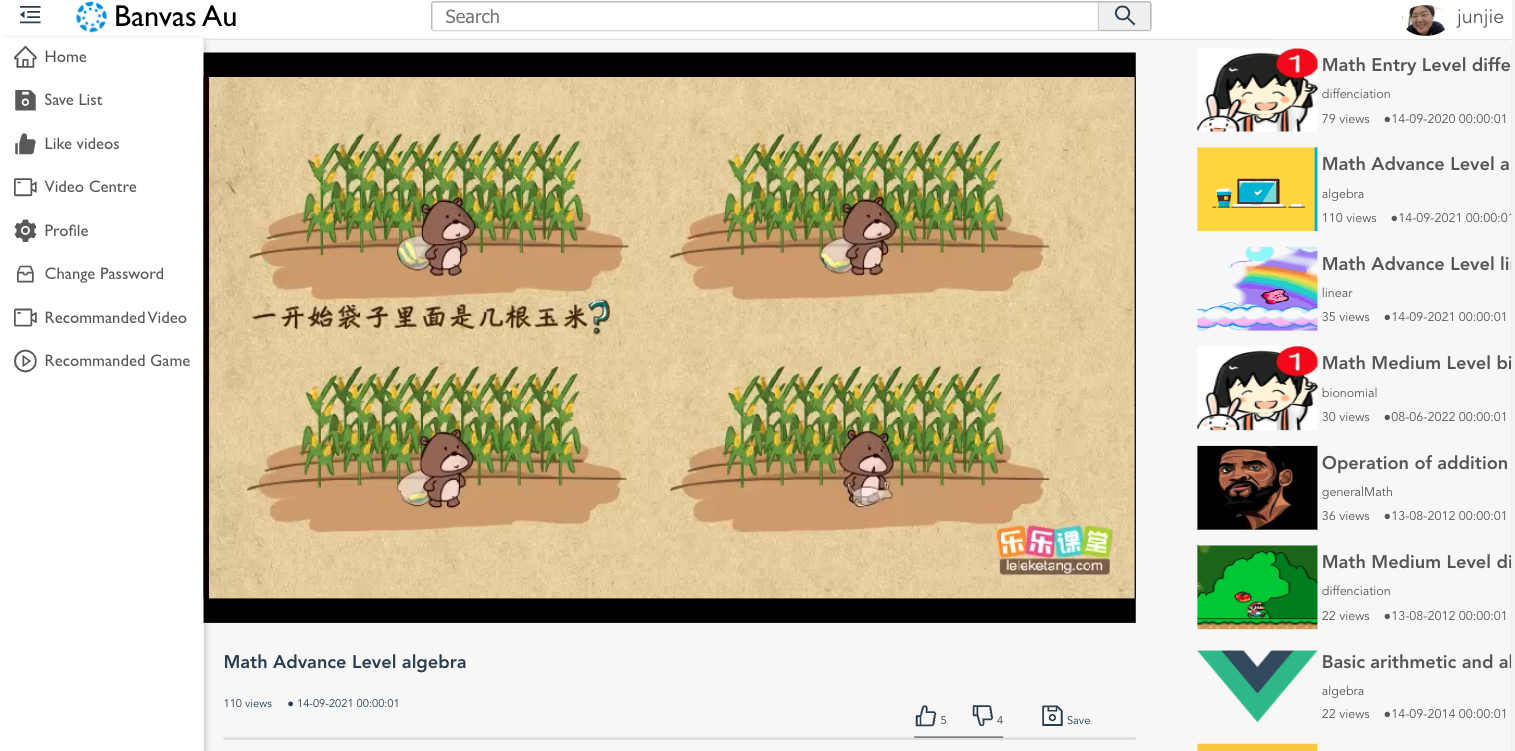 Banvas Au
Search
junjie
Home
Save List
Like videos
Video Centre
Profile
Change Password
Recommanded Video
Recommanded Game
一开始袋子里面是几根玉米?
乐乐课堂
leleketang.com
Math Advance Level algebra
110 views ● 14-09-2021 00:00:01
5
4
Save
1
Math Entry Level diffe
diffenciation
79 views ●14-09-2020 00:00:01
Math Advance Level a
algebra
110 views ●14-09-2021 00:00:01
Math Advance Level li
linear
35 views ●14-09-2021 00:00:01
1
Math Medium Level bi
bionomial
30 views ●08-06-2022 00:00:01
Operation of addition
generalMath
36 views ●13-08-2012 00:00:01
Math Medium Level di
diffenciation
22 views ●13-08-2012 00:00:01
Basic arithmetic and al
algebra
22 views ●14-09-2014 00:00:01